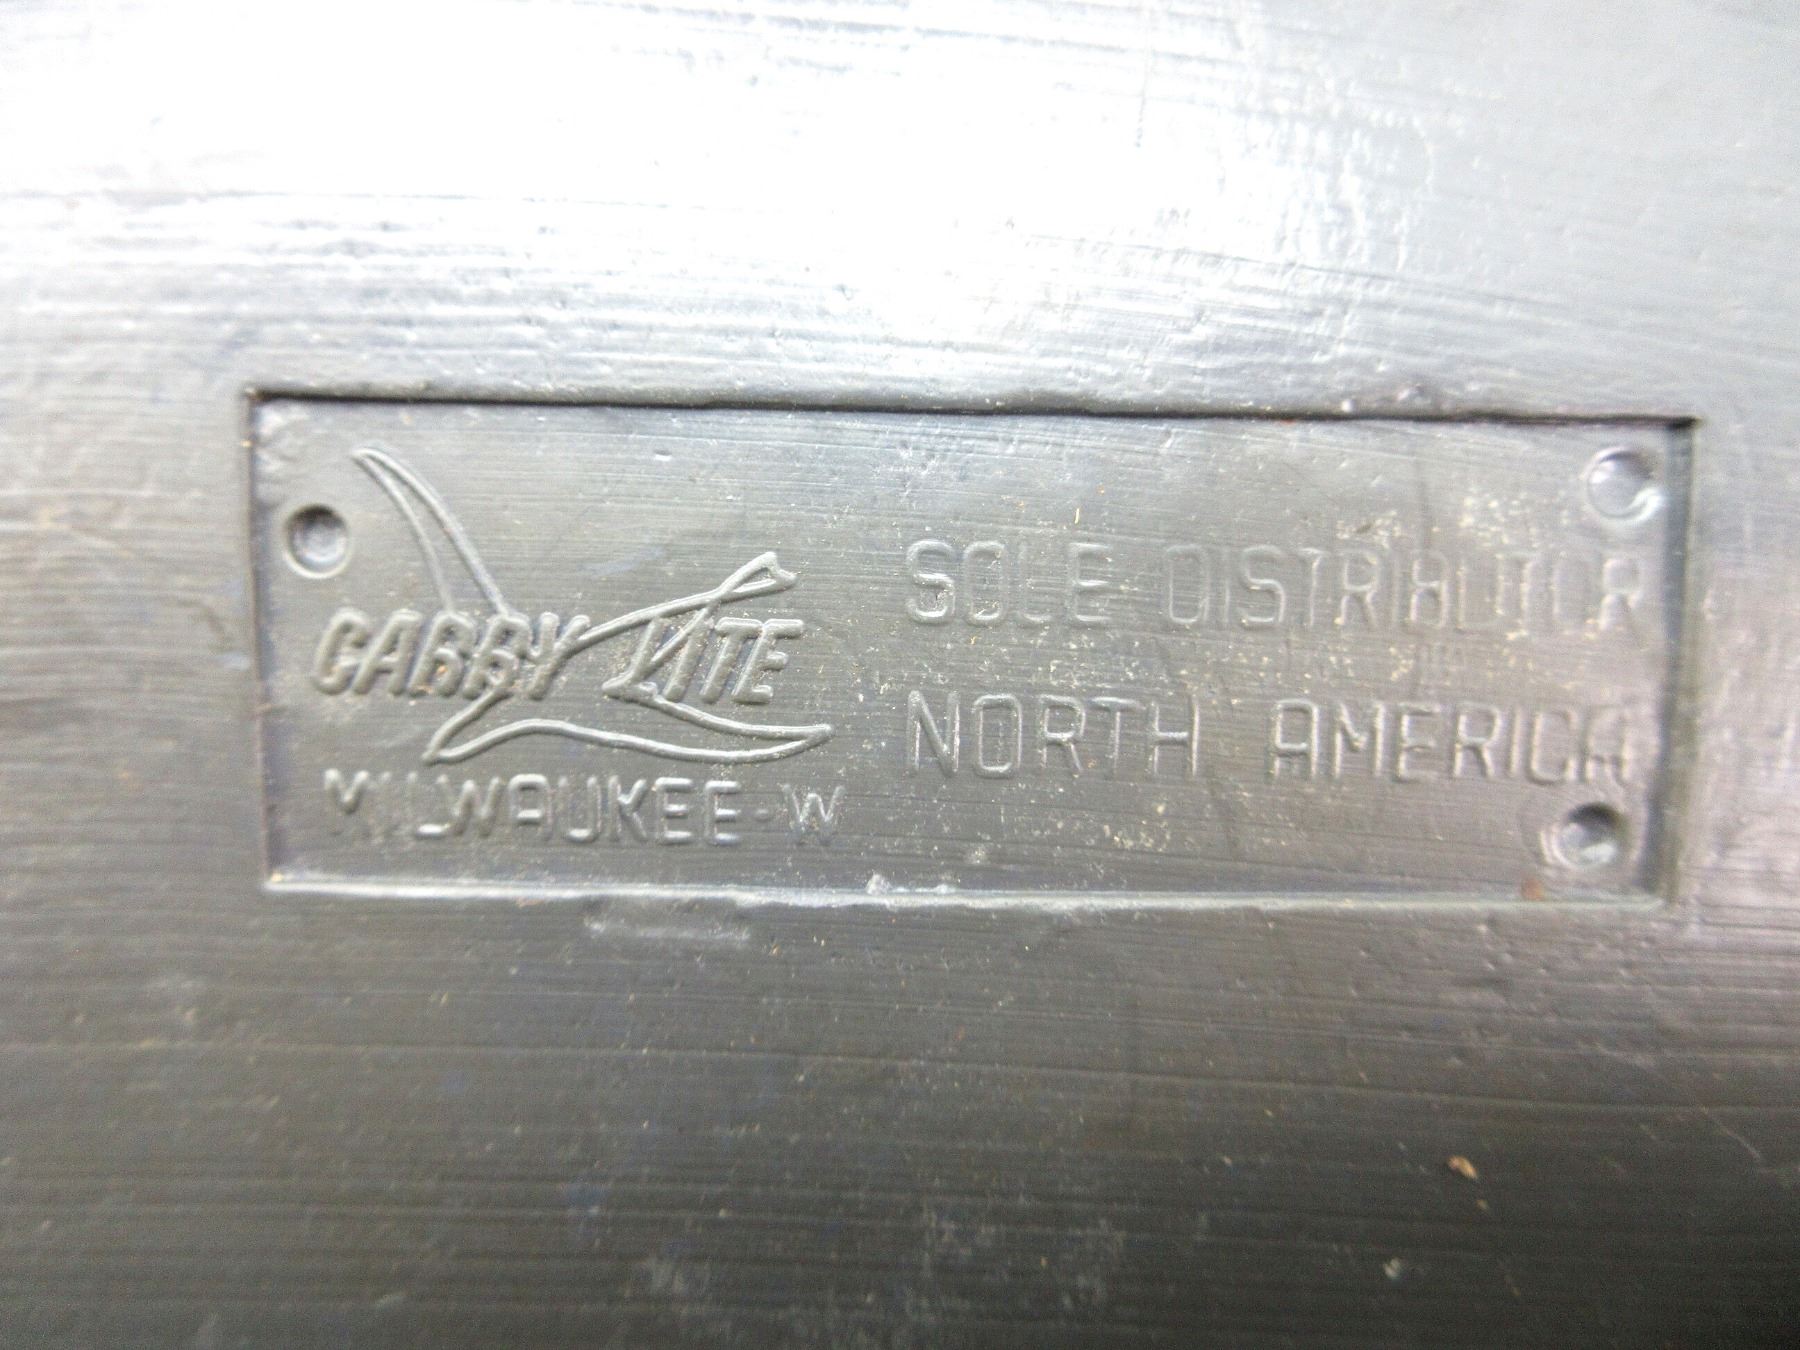 CARRY LITE
MILWAUKEE-W
SOLE DISTRIBUTOR
NORTH AMERICA